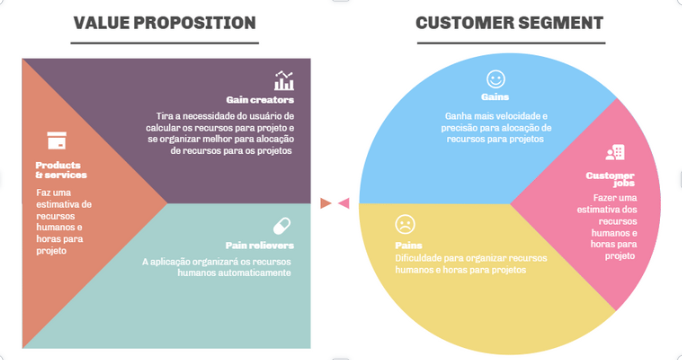 VALUE PROPOSITION
Gain creators
Tira a necessidade do usuário de
calcular os recursos para projeto e
se organizar melhor para alocação
de recursos para os projetos
Products
& services
Faz uma
estimativa de
recursos
humanos e
horas para
projeto
Pain relievers
A aplicação organizará os recursos
humanos automaticamente
CUSTOMER SEGMENT
Gains
Ganha mais velocidade e
precisão para alocação de
recursos para projetos
Customer
jobs
Fazer uma
estimativa dos
recursos
humanos e
horas para
projeto
Pains
Dificuldade para organizar recursos
humanos e horas para projetos